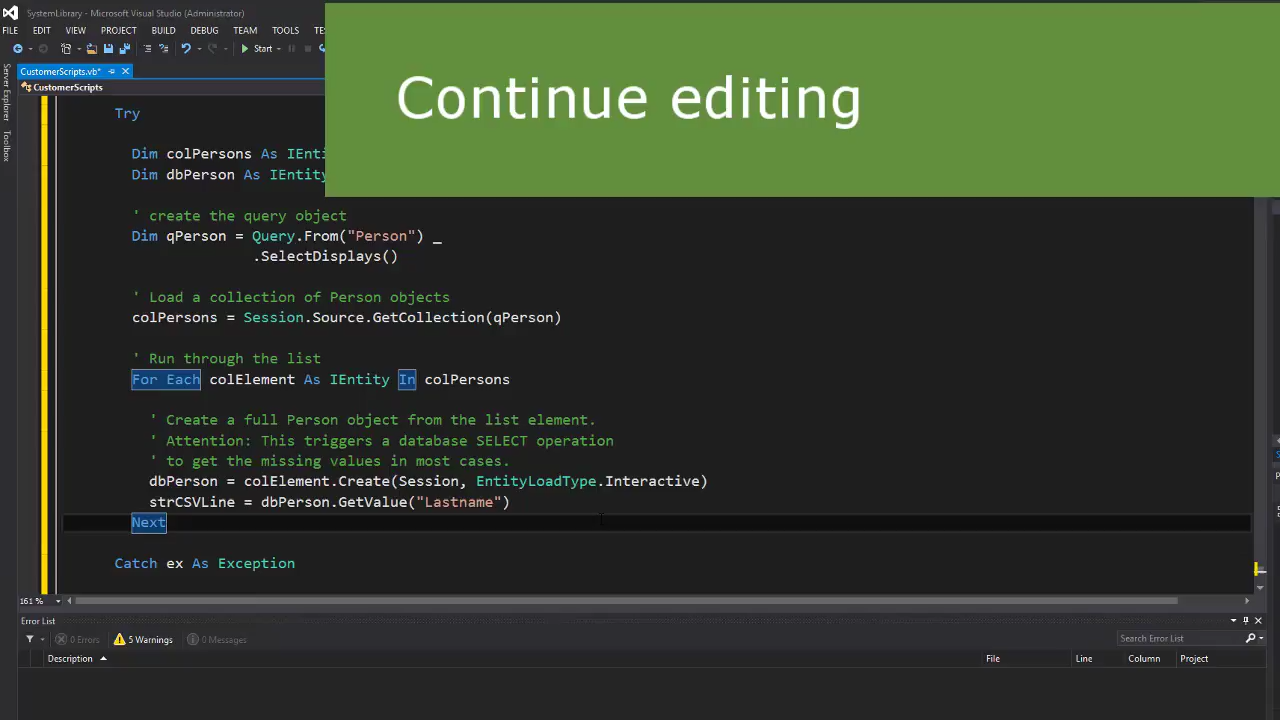 SystemLibrary - Microsoft Visual Studio (Administrator)
FILE EDIT VIEW PROJECT BUILD DEBUG TEAM TOOLS
Start
Continue editing
CustomerScripts.vb*
CustomerScripts
Server Explorer
Toolbox
Try
Dim colPersons As IEnti
Dim dbPerson As IEntity
' create the query object
Dim qPerson = Query.From("Person") _
.SelectDisplays()
' Load a collection of Person objects
colPersons = Session.Source.GetCollection(qPerson)
' Run through the list
For Each colElement As IEntity In colPersons
' Create a full Person object from the list element.
' Attention: This triggers a database SELECT operation
' to get the missing values in most cases.
dbPerson = colElement.Create(Session, EntityLoadType.Interactive)
strCSVLine = dbPerson.GetValue("Lastname")
Next
Catch ex As Exception
161 %
Error List
0 Errors 5 Warnings 0 Messages Search Error List
Description File Line Column Project